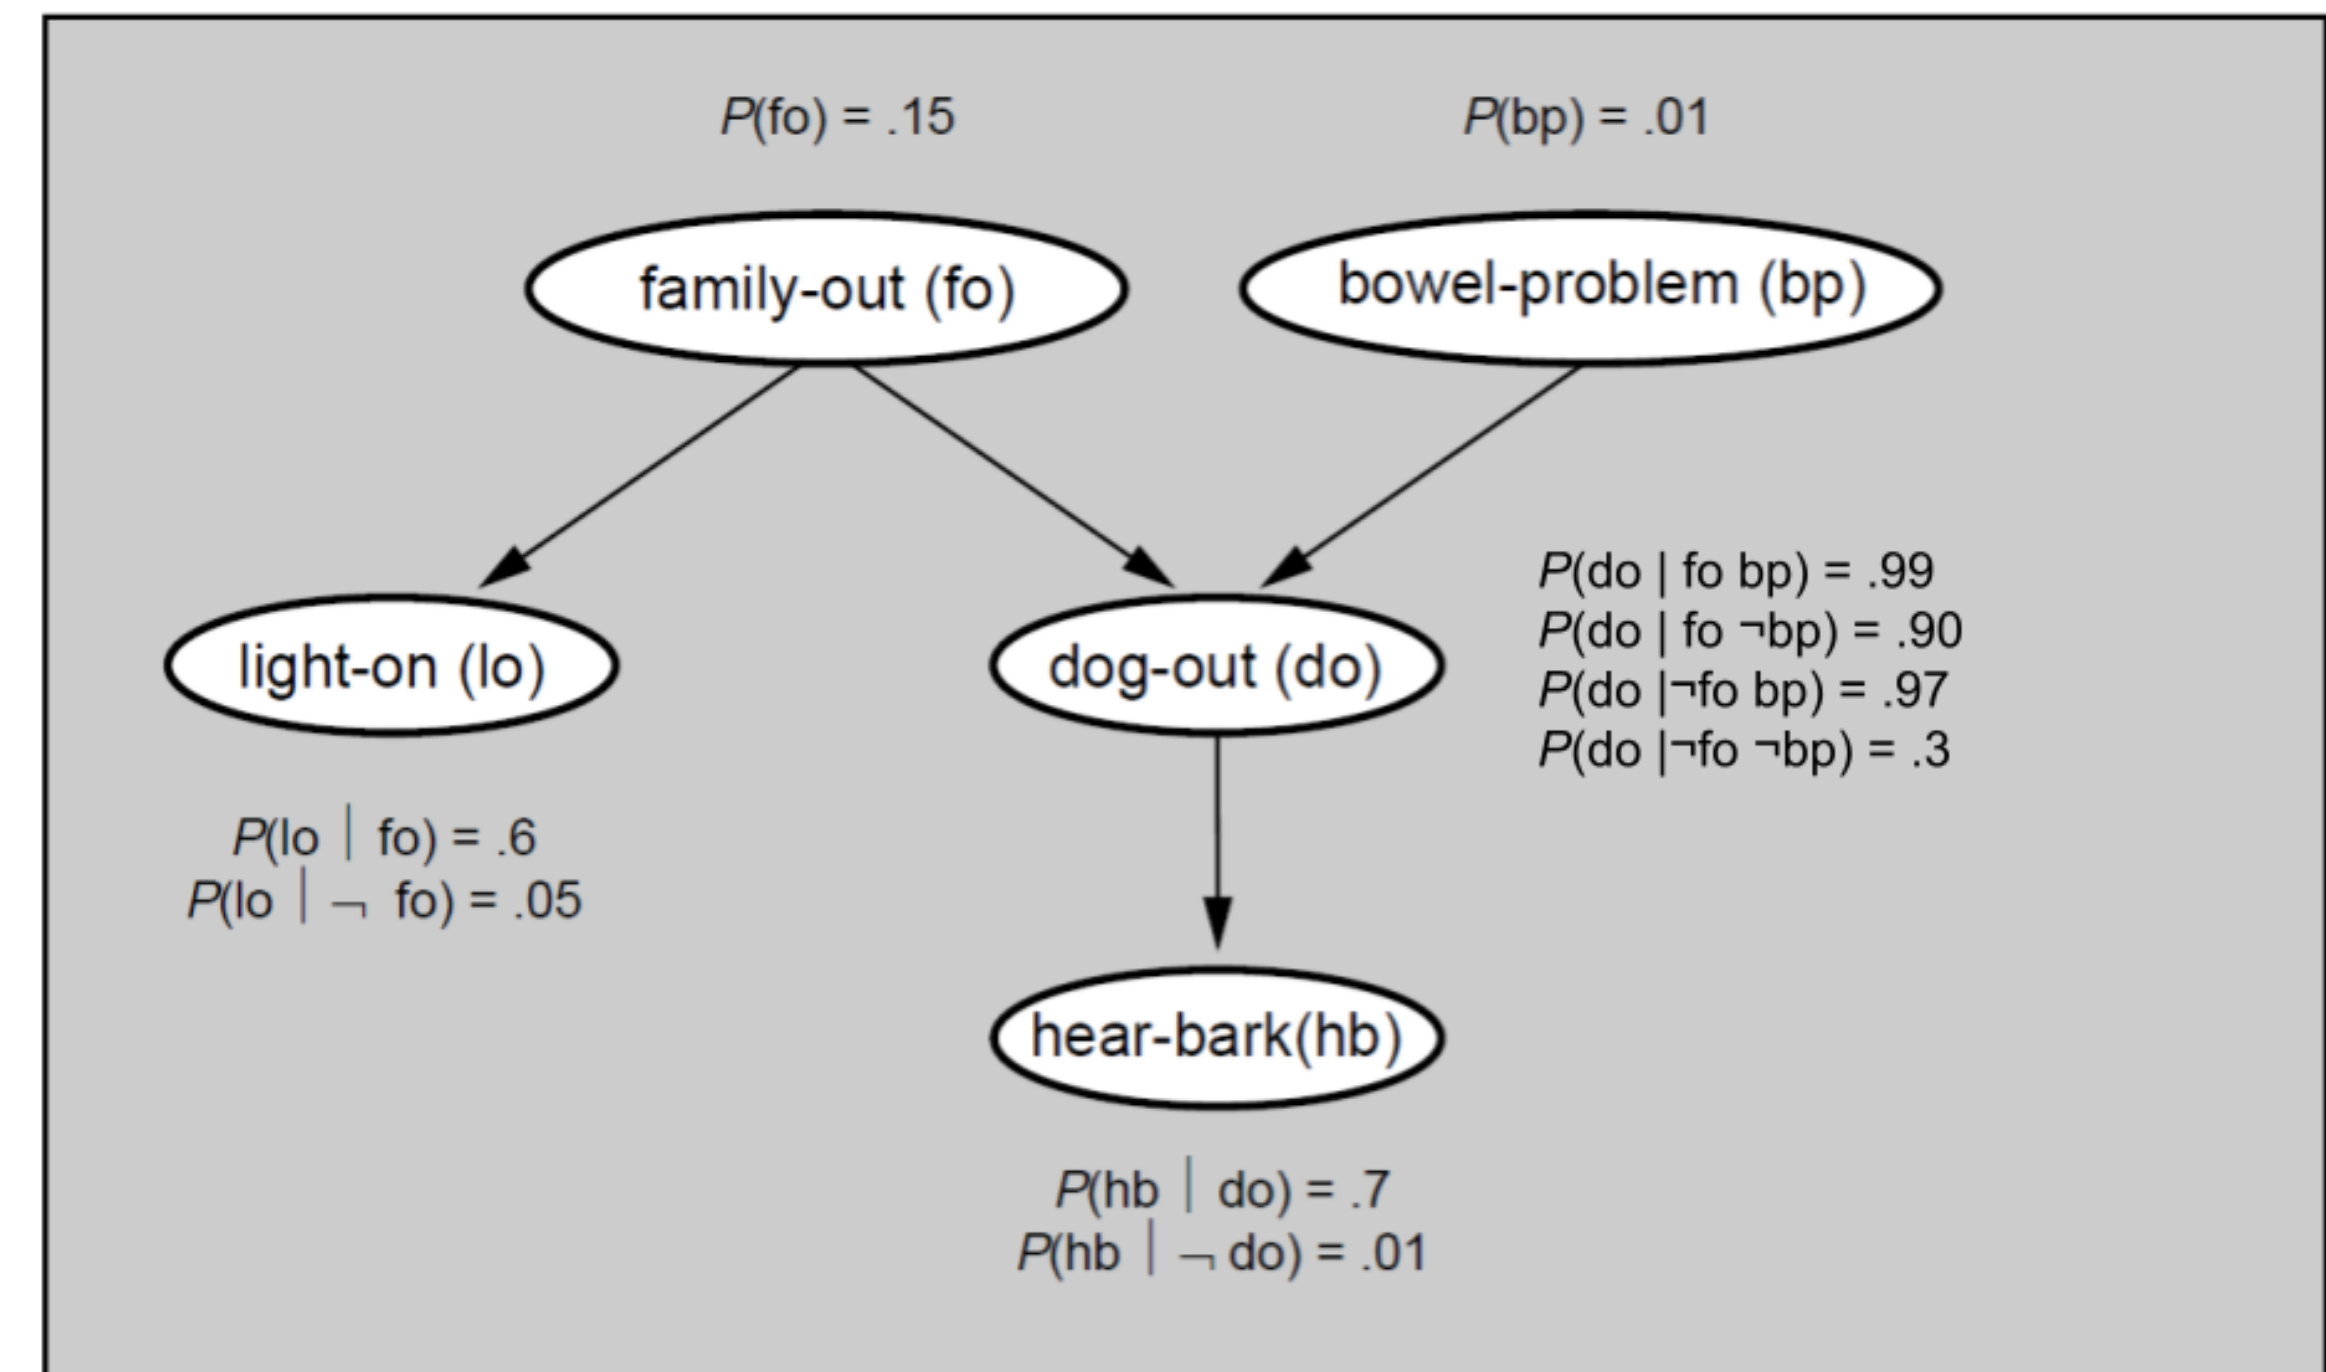 P(fo) = .15
P(bp) = .01
family-out (fo)
bowel-problem (bp)
light-on (lo)
dog-out (do)
P(do | fo bp) = .99
P(do | fo ¬bp) = .90
P(do |¬fo bp) = .97
P(do |¬fo ¬bp) = .3
P(lo | fo) = .6
P(lo | ¬ fo) = .05
hear-bark(hb)
P(hb | do) = .7
P(hb | ¬ do) = .01